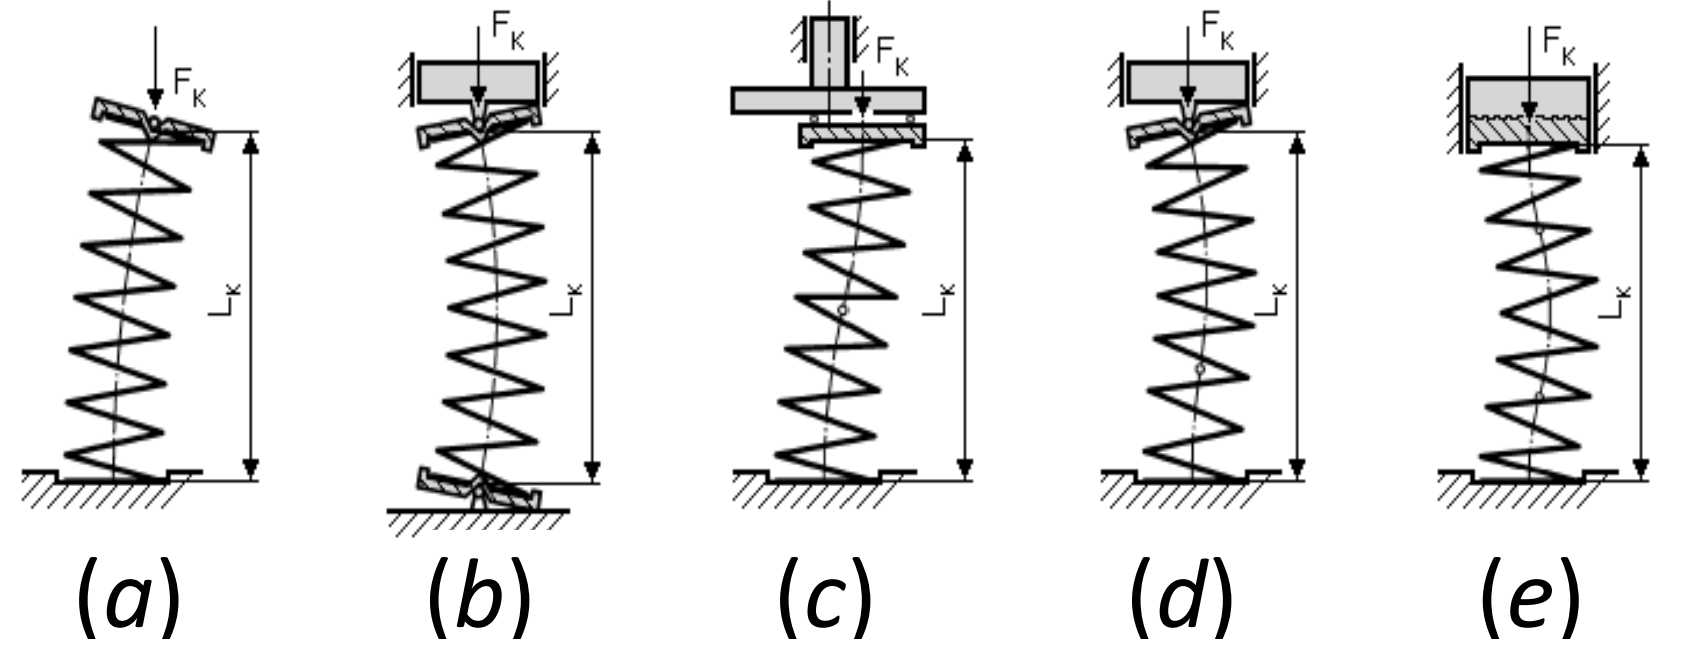 F_K F_K F_K F_K F_K
L_K L_K L_K L_K L_K
(a) (b) (c) (d) (e)